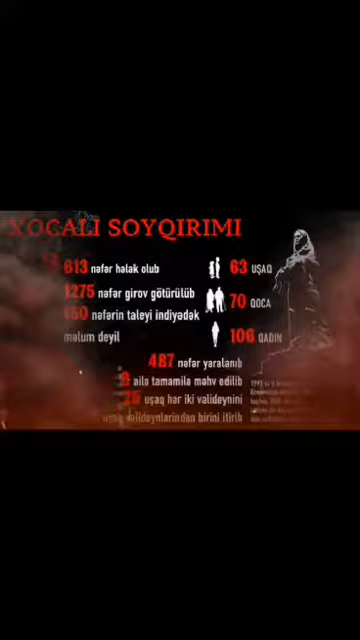 XOCALI SOYQIRIMI
613 nəfər həlak olub
1275 nəfər girov götürülüb
150 nəfərin taleyi indiyədək
məlum deyil
63 UŞAQ
70 QOCA
106 QADIN
487 nəfər yaralanıb
8 ailə tamamilə məhv edilib
26 uşaq hər iki valideynini
uşaq valideynlərindən birini itirib